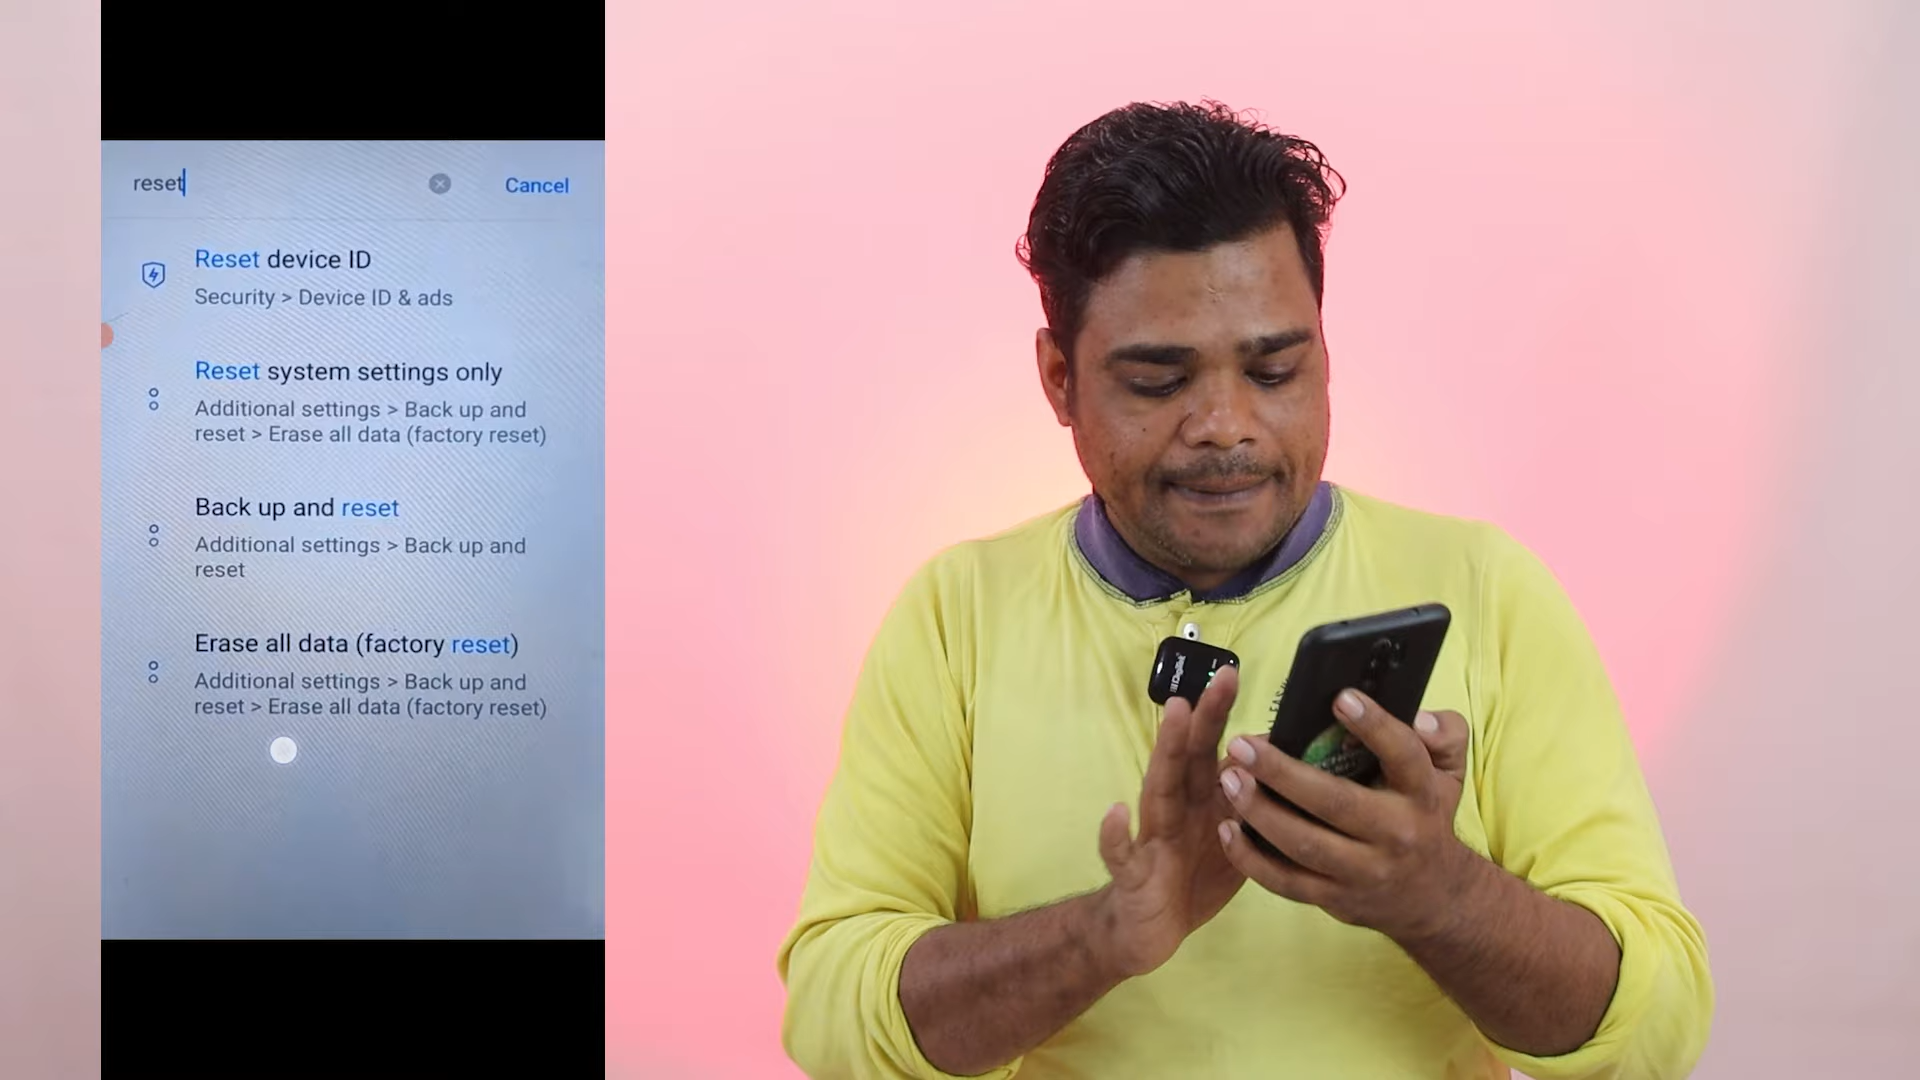 reset
Cancel
Reset device ID
Security > Device ID & ads
Reset system settings only
Additional settings > Back up and
reset > Erase all data (factory reset)
Back up and reset
Additional settings > Back up and
reset
Erase all data (factory reset)
Additional settings > Back up and
reset > Erase all data (factory reset)
Digitek